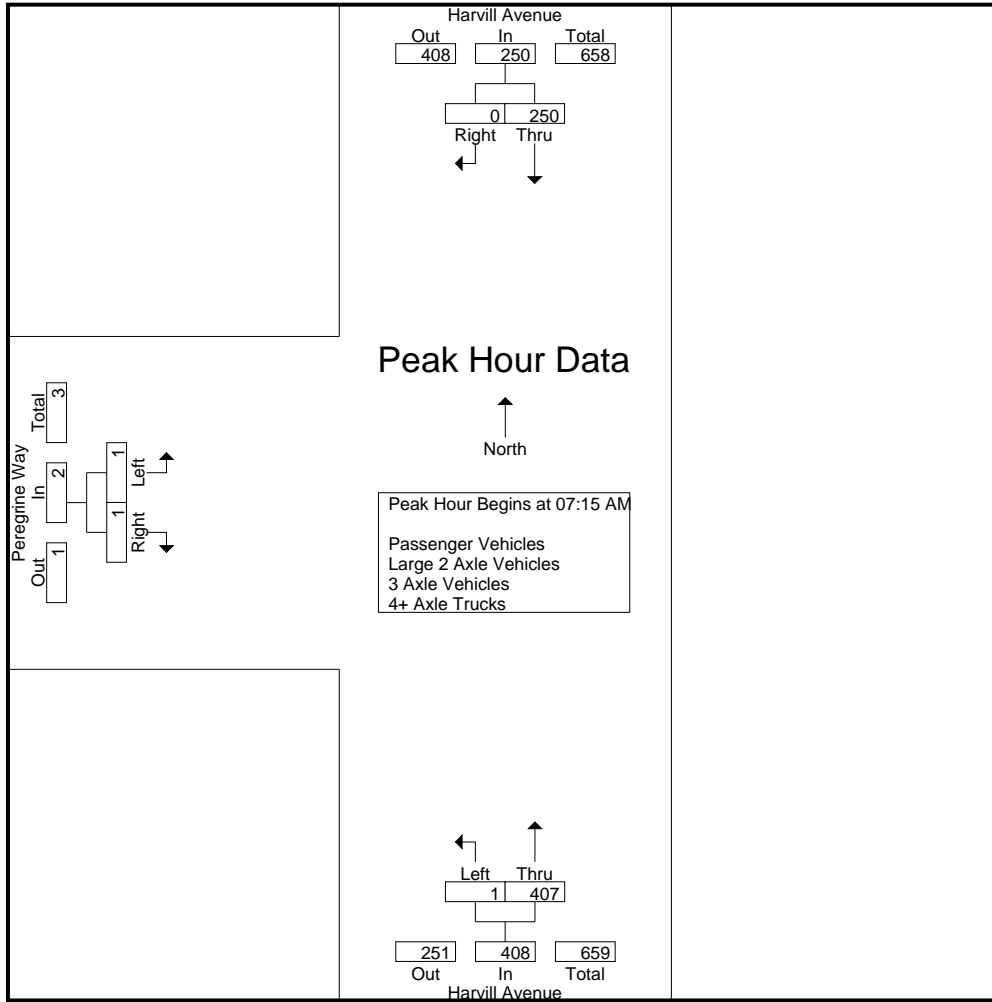 Harvill Avenue
Out In Total
408 250 658
0 250
Right Thru
Peak Hour Data
North
Peak Hour Begins at 07:15 AM
Passenger Vehicles
Large 2 Axle Vehicles
3 Axle Vehicles
4+ Axle Trucks
Peregrine Way
Out In Total
1 2 3
Right Left
1 1
Left Thru
1 407
251 408 659
Out In Total
Harvill Avenue